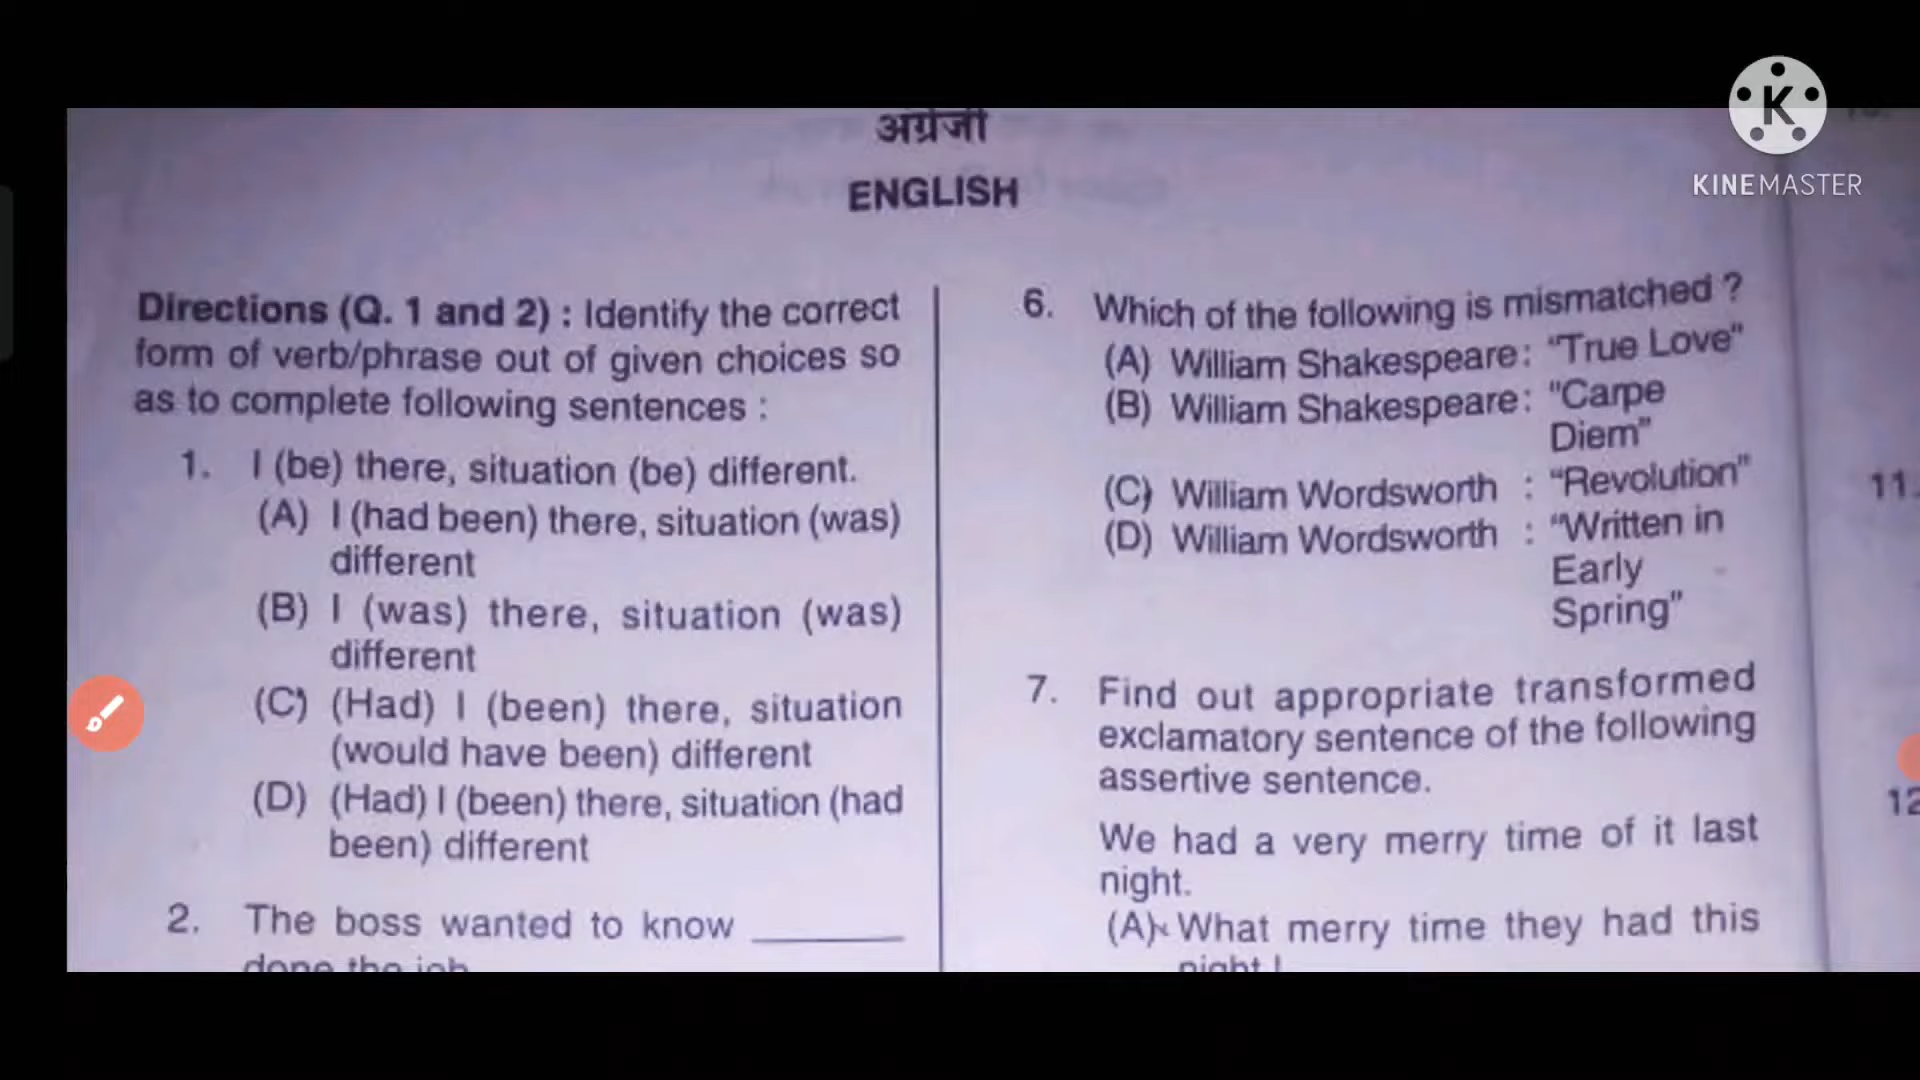 अंग्रेजी
ENGLISH
Directions (Q. 1 and 2) : Identify the correct
form of verb/phrase out of given choices so
as to complete following sentences :
1. I (be) there, situation (be) different.
(A) I (had been) there, situation (was)
different
(B) I (was) there, situation (was)
different
(C) (Had) I (been) there, situation
(would have been) different
(D) (Had) I (been) there, situation (had
been) different
2. The boss wanted to know ______
done the job
6. Which of the following is mismatched ?
(A) William Shakespeare: "True Love"
(B) William Shakespeare: "Carpe
Diem"
(C) William Wordsworth : "Revolution"
(D) William Wordsworth : "Written in
Early
Spring"
7. Find out appropriate transformed
exclamatory sentence of the following
assertive sentence.
We had a very merry time of it last
night.
(A) What merry time they had this
night !
11.
12
K
KINEMASTER